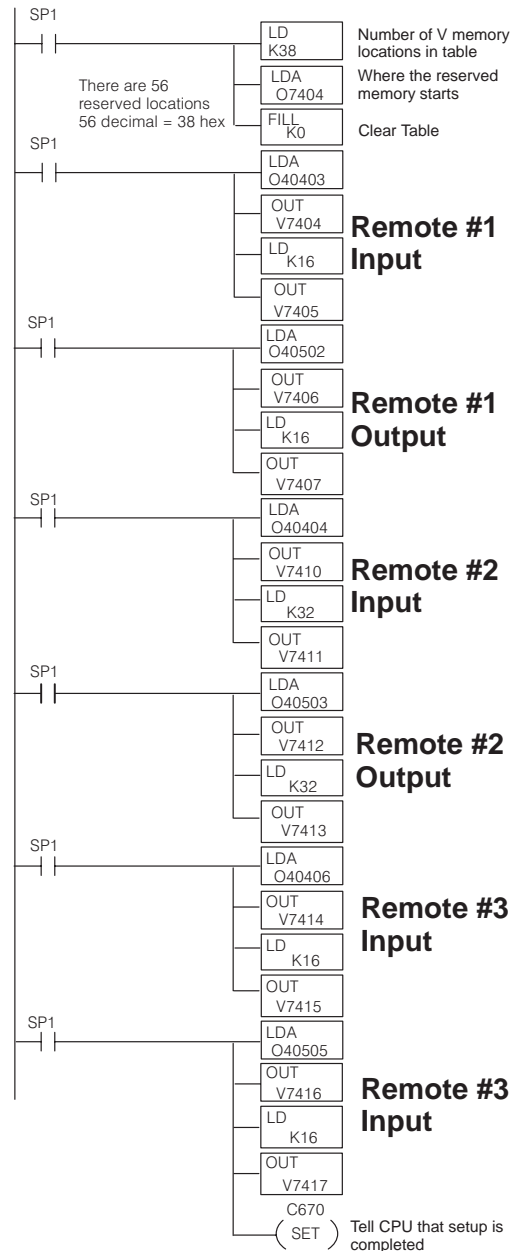 SP1
LD
K38
Number of V memory
locations in table
There are 56
reserved locations
56 decimal = 38 hex
LDA
O7404
Where the reserved
memory starts
FILL
K0
Clear Table
SP1
LDA
O40403
OUT
V7404
LD
K16
OUT
V7405
Remote #1
Input
SP1
LDA
O40502
OUT
V7406
LD
K16
OUT
V7407
Remote #1
Output
SP1
LDA
O40404
OUT
V7410
LD
K32
OUT
V7411
Remote #2
Input
SP1
LDA
O40503
OUT
V7412
LD
K32
OUT
V7413
Remote #2
Output
SP1
LDA
O40406
OUT
V7414
LD
K16
OUT
V7415
Remote #3
Input
SP1
LDA
O40505
OUT
V7416
LD
K16
OUT
V7417
Remote #3
Input
C670
SET
Tell CPU that setup is
completed